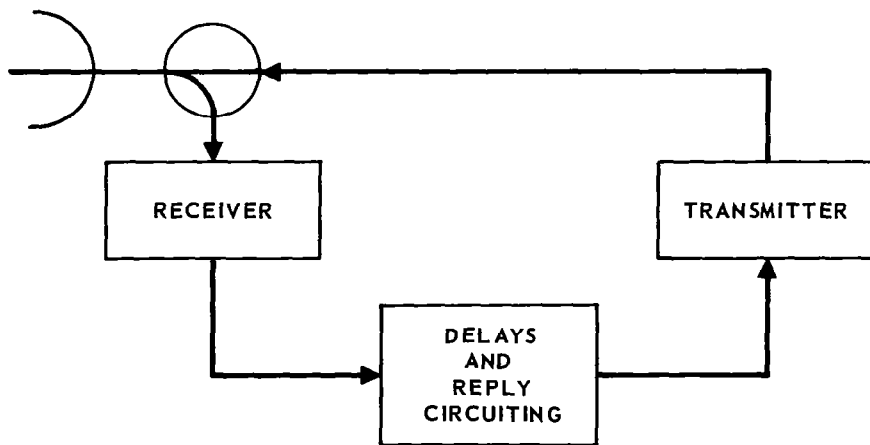 RECEIVER
TRANSMITTER
DELAYS
AND
REPLY
CIRCUITING